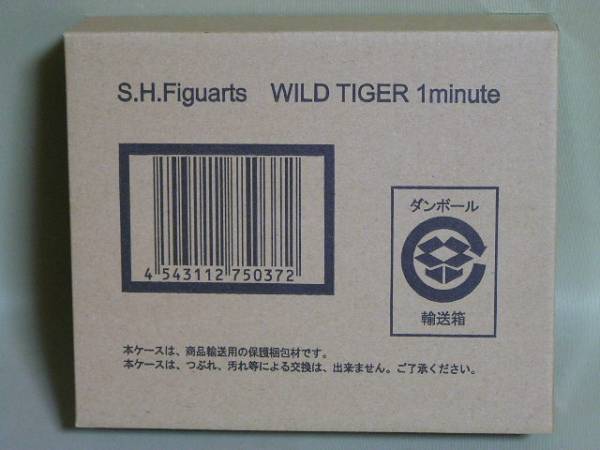 S.H.Figuarts WILD TIGER 1minute
4 543112 750372
ダンボール
輸送箱
本ケースは、商品輸送用の保護梱包材です。
本ケースは、つぶれ、汚れ等による交換は、出来ません。ご了承ください。